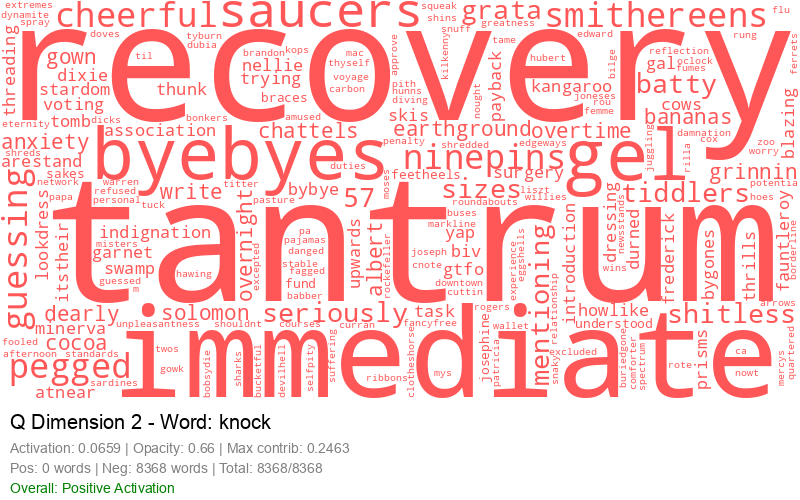 extremes cheerful saucers grata smithereens flu
dynamite squeak greatness
spray doves tyburn brandon kops mac shins snuff tame edward rung reflection oclock ferrets
recovery
threading gown dubia til nellie thyself voyage approve kilkenny hubert bilge gal fumes
dixie thunk trying carbon pith hunns payback kangaroo joneses batty
stardom braces diving nought rou cows blazing
voting tomb dicks bonkers amused skis earthground overtime femme bananas damnation
eternity association chattels penalty shredded edgeways cox zoo
anxiety byebyes ninepins gel juggling rilla worry
shreds arestand duties feetheels. surgery grinnin
sakes network warren titter moses sizes liszt tiddlers potentia
papa refused write bybye 57 willies hoes
personal tuck pasture roundabouts
guessing lookdress tantrum dressing newsstands fauntleroy
indignation overnight pa upwards albert buses markline mentioning introduction durned frederick bygones thrills borderline
misters pajamas yap experience eggshells
itstheir garnet hawing danged joseph biv
swamp guessed excepted stable fagged rockefeller cnote gtfo wins
m fund downtown cuttin arrows
dearly babber rogers relationship howlike
solomon seriously task fancyfree wallet understood shitless
minerva unpleasantness shouldnt courses curran
fooled cocoa twos josephine excluded prisms ca
afternoon standards immediate patricia snaky buriedgone comforter spectrum rote quartered
pegged gowk bobsydie sharks bucketful devilhell selfpity suffering clotheshorse nowt
sardines ribbons mys mercys
atnear
Q Dimension 2 - Word: knock
Activation: 0.0659 | Opacity: 0.66 | Max contrib: 0.2463
Pos: 0 words | Neg: 8368 words | Total: 8368/8368
Overall: Positive Activation